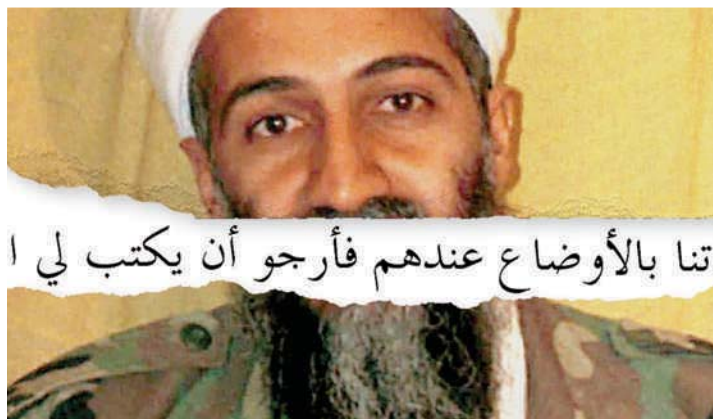 تنا بالأوضاع عندهم فأرجو أن يكتب لي ا